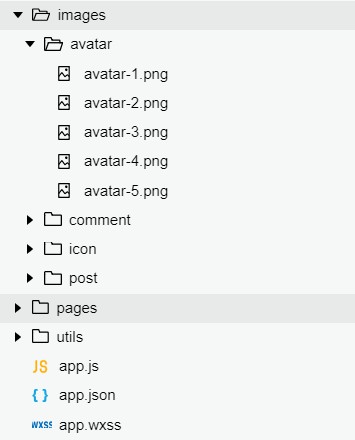 images
avatar
avatar-1.png
avatar-2.png
avatar-3.png
avatar-4.png
avatar-5.png
comment
icon
post
pages
utils
JS app.js
{ } app.json
wxss app.wxss